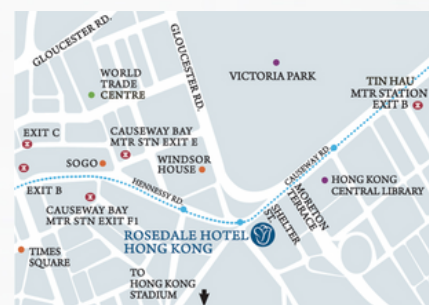 GLOUCESTER RD.
GLOUCESTER RD.
WORLD
TRADE
CENTRE
VICTORIA PARK
TIN HAU
MTR STATION
EXIT B
EXIT C
CAUSEWAY BAY
MTR STN EXIT E
SOGO
WINDSOR
HOUSE
CAUSEWAY RD
HONG KONG
CENTRAL LIBRARY
EXIT B
HENNESSY RD
MORETON
TERRACE
SHELTER
ST.
CAUSEWAY BAY
MTR STN EXIT F1
ROSEDALE HOTEL
HONG KONG
TIMES
SQUARE
TO
HONG KONG
STADIUM